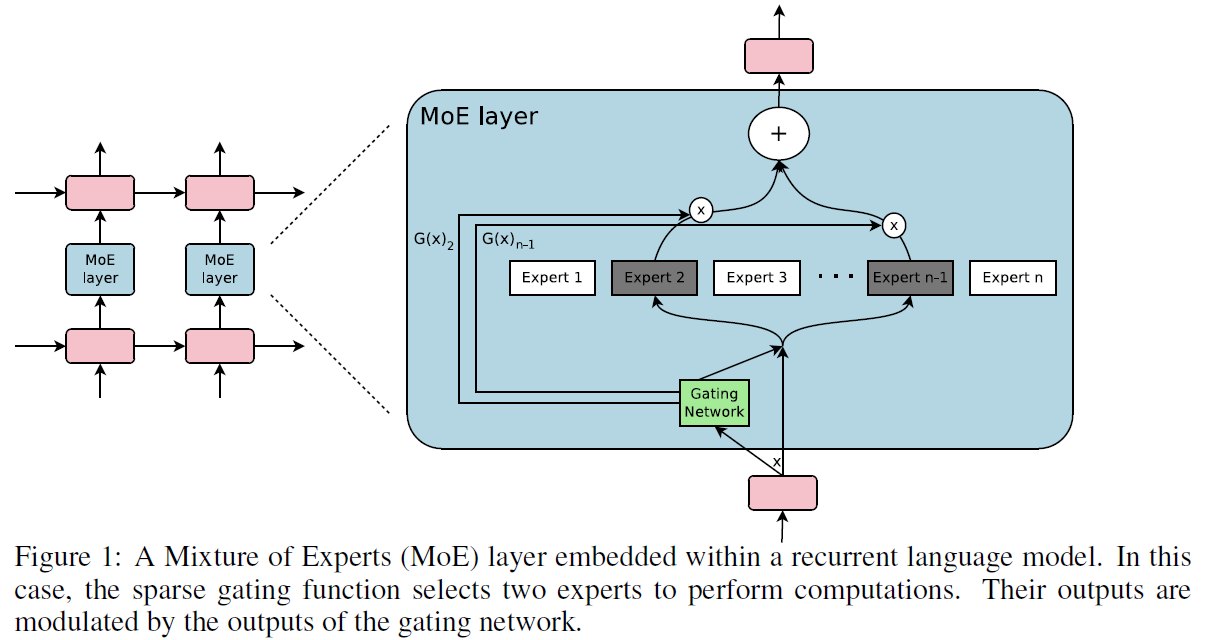 MoE layer
+
x
x
G(x)2
G(x)n–1
MoE
layer
MoE
layer
Expert 1
Expert 2
Expert 3
. . .
Expert n–1
Expert n
Gating
Network
x
Figure 1: A Mixture of Experts (MoE) layer embedded within a recurrent language model. In this
case, the sparse gating function selects two experts to perform computations. Their outputs are
modulated by the outputs of the gating network.